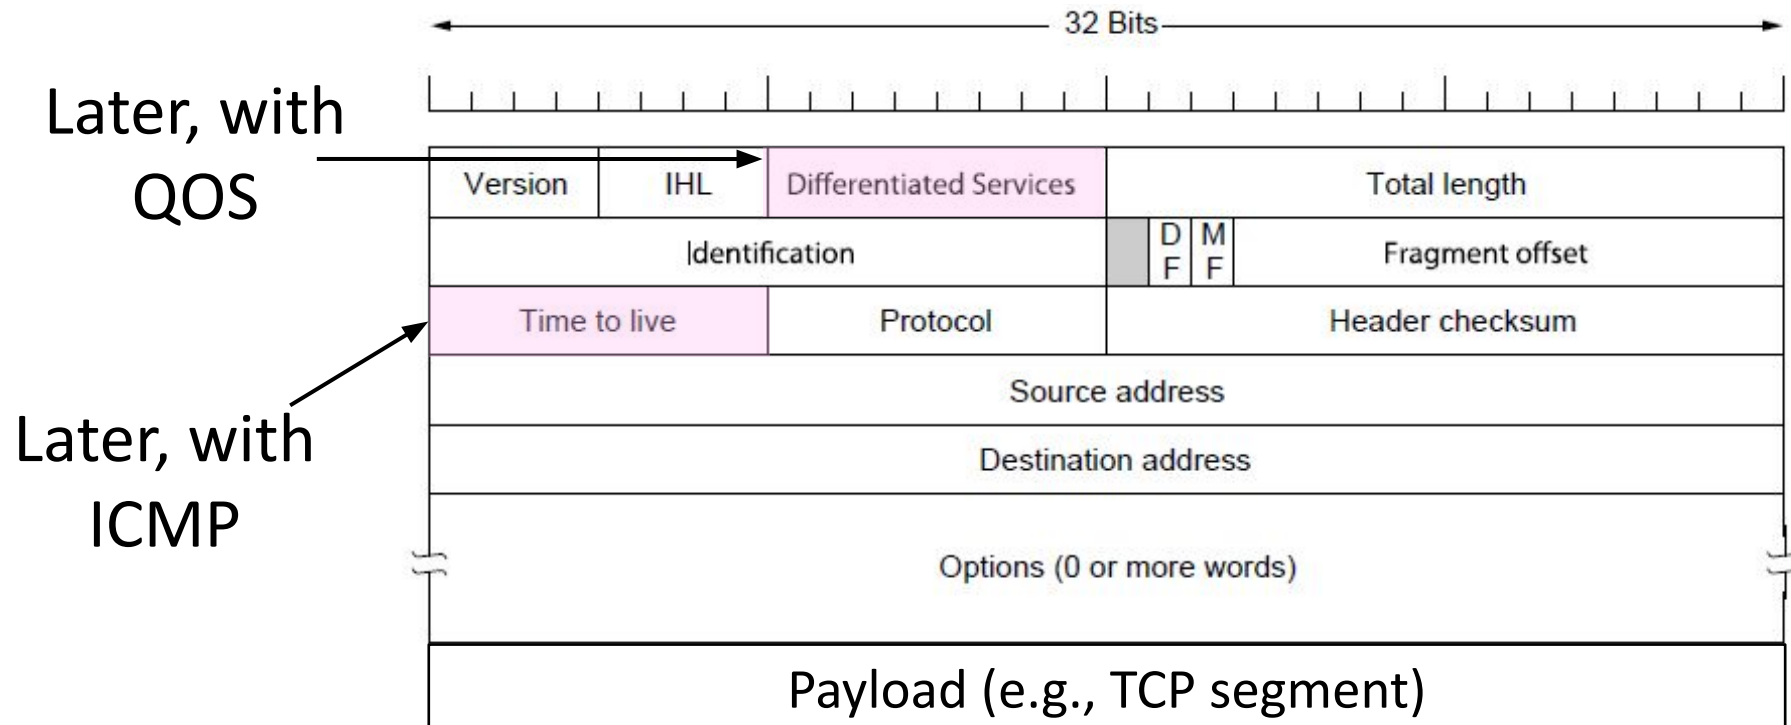 32 Bits
Later, with
QOS
Version IHL Differentiated Services Total length
Identification D F M F Fragment offset
Time to live Protocol Header checksum
Source address
Later, with
ICMP
Destination address
Options (0 or more words)
Payload (e.g., TCP segment)